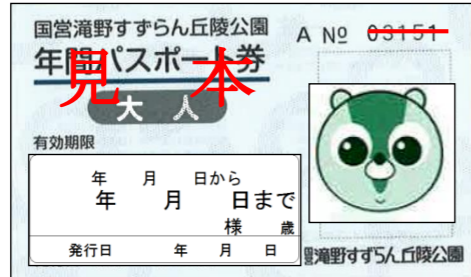 国営滝野すずらん丘陵公園
A № 03151
年間パスポート券
見本
大人
有効期限
年 月 日から
年 月 日まで
様 歳
発行日 年 月 日
国営滝野すずらん丘陵公園